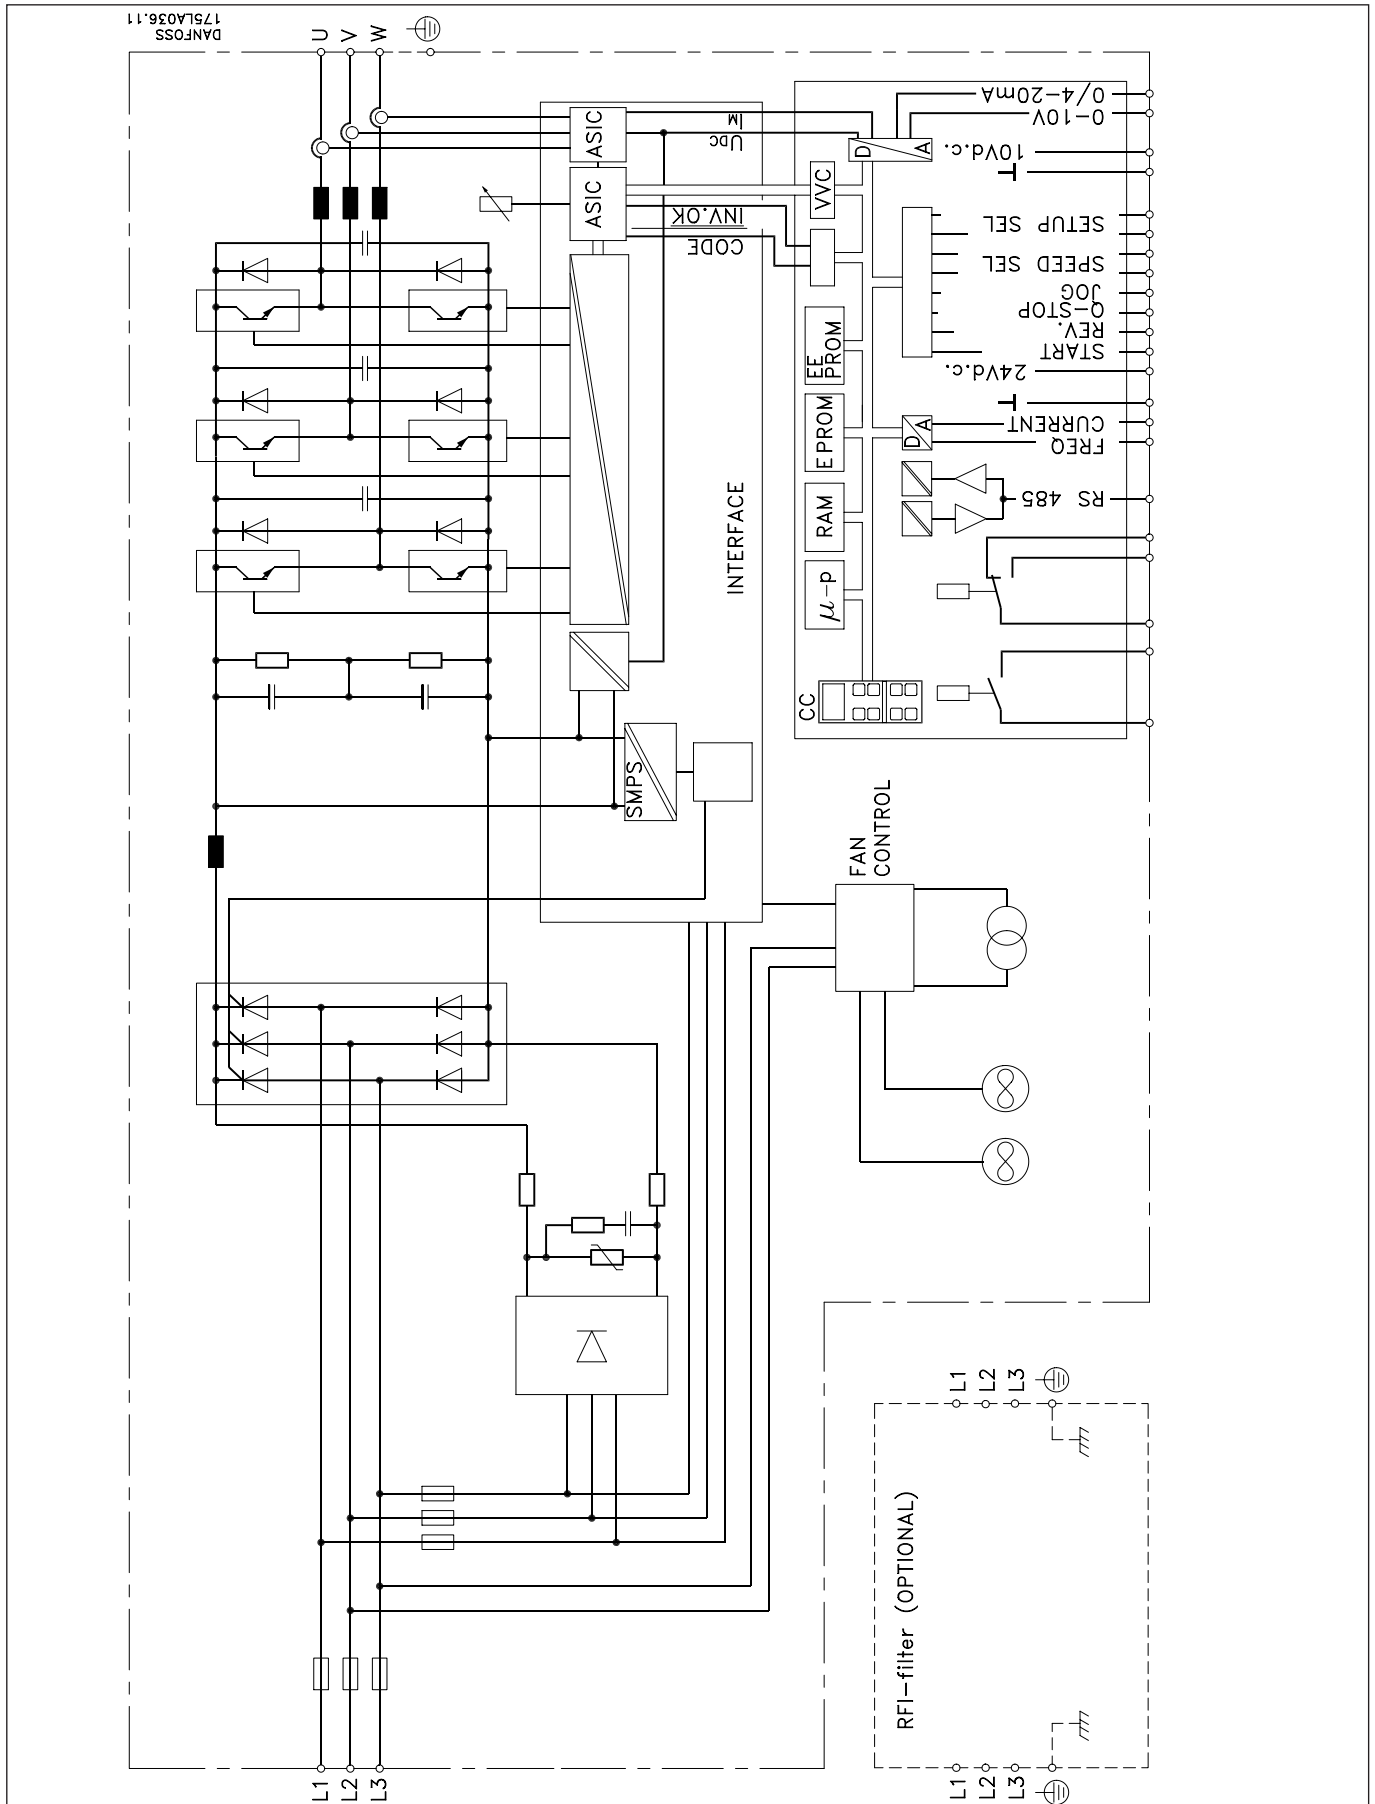 DANFOSS
175LA036.11
U
V
W
ASIC
IM
UDC
ASIC
INV.OK
CODE
INTERFACE
SMPS
VVC
D
A
EE
PROM
E PROM
RAM
μ-p
CC
D
A
0/4-20mA
0-10V
10Vd.c.
SETUP SEL
SPEED SEL
JOG
Q-STOP
REV.
START
24Vd.c.
CURRENT
FREQ
RS 485
FAN
CONTROL
L1
L2
L3
RFI-filter (OPTIONAL)
L1
L2
L3
L1
L2
L3